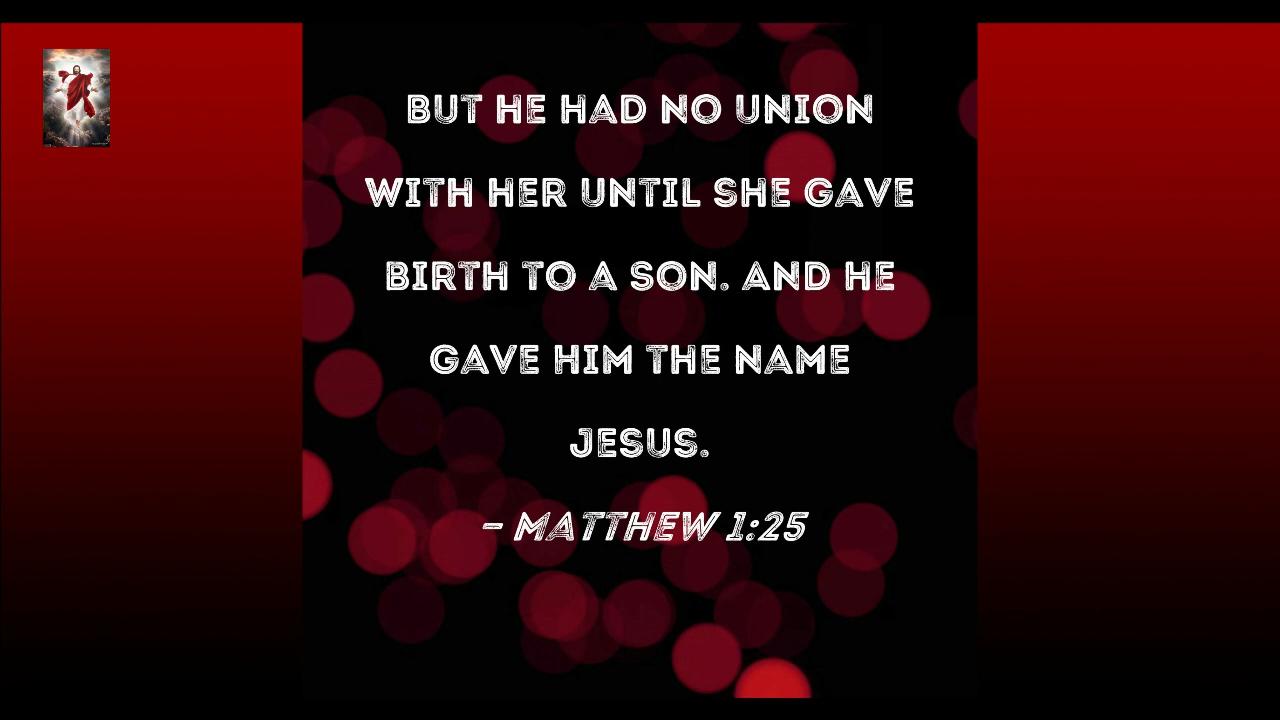 BUT HE HAD NO UNION
WITH HER UNTIL SHE GAVE
BIRTH TO A SON. AND HE
GAVE HIM THE NAME
JESUS.
– MATTHEW 1:25